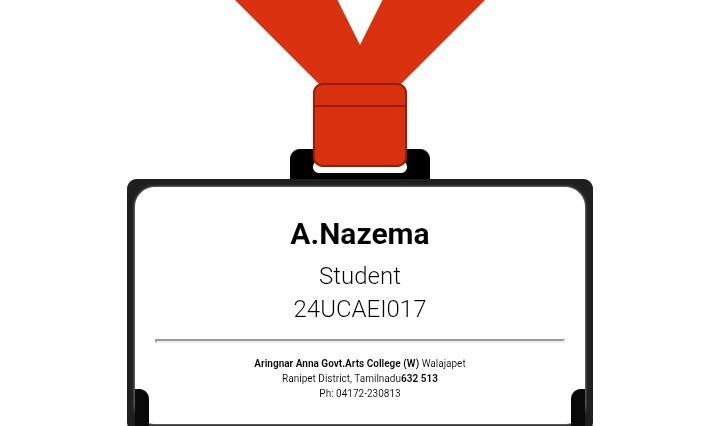 A.Nazema
Student
24UCAEI017
Aringnar Anna Govt.Arts College (W) Walajapet
Ranipet District, Tamilnadu632 513
Ph: 04172-230813